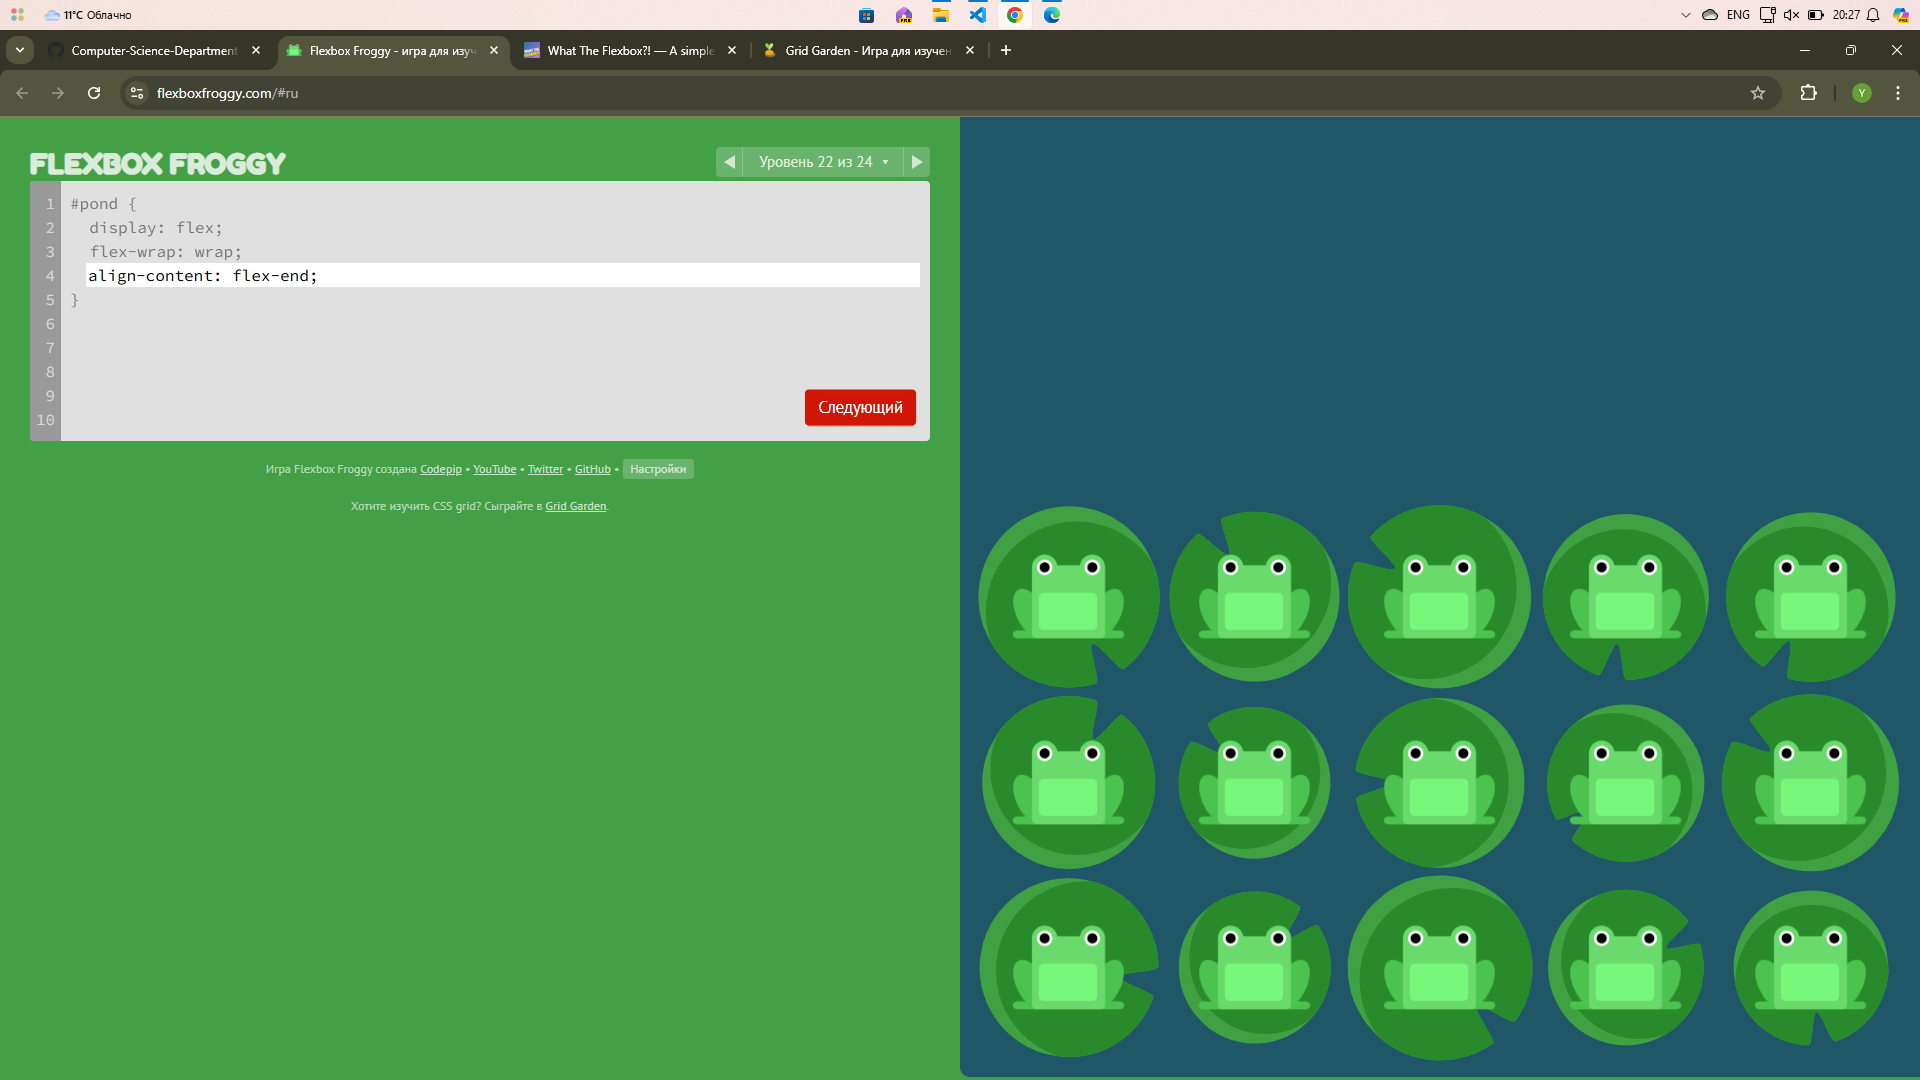 11°C Облачно
ENG
20:27
Computer-Science-Department
Flexbox Froggy - игра для изуч
What The Flexbox?! — A simple
Grid Garden - Игра для изучен
flexboxfroggy.com/#ru
Y
FLEXBOX FROGGY
Уровень 22 из 24
1 #pond {
2 display: flex;
3 flex-wrap: wrap;
4 align-content: flex-end;
5 }
6
7
8
9
10
Следующий
Игра Flexbox Froggy создана Codepip • YouTube • Twitter • GitHub • Настройки
Хотите изучить CSS grid? Сыграйте в Grid Garden.